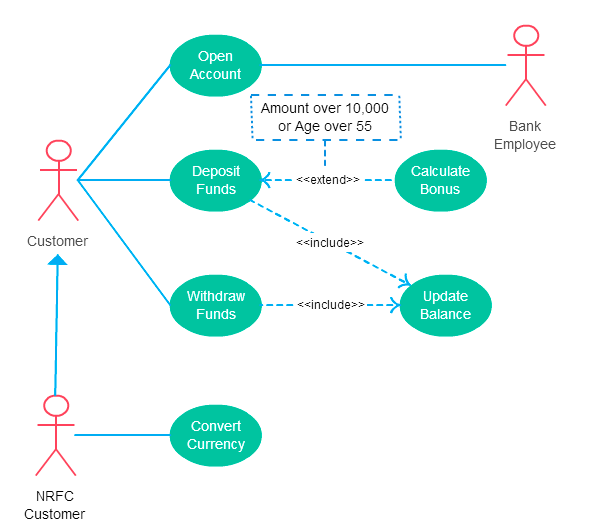 Open
Account
Amount over 10,000
or Age over 55
Bank
Employee
Deposit
Funds
<<extend>>
Calculate
Bonus
Customer
<<include>>
Withdraw
Funds
<<include>>
Update
Balance
Convert
Currency
NRFC
Customer